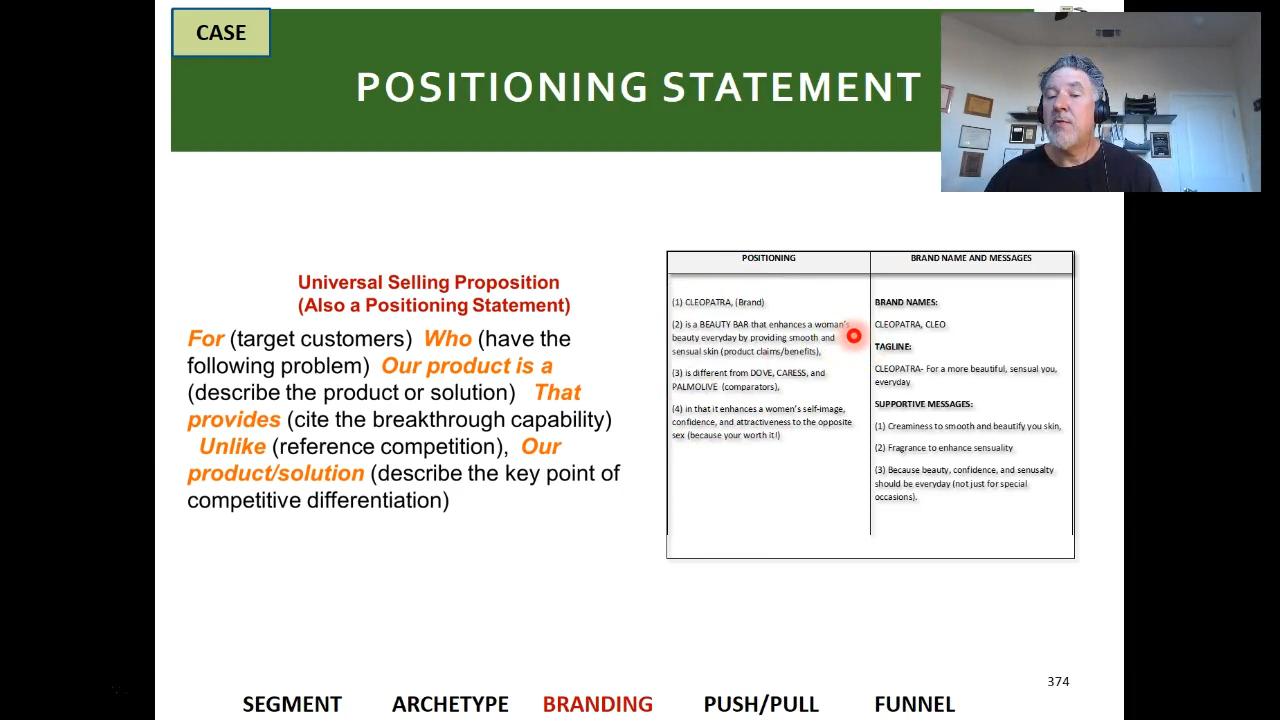 CASE
POSITIONING STATEMENT
Universal Selling Proposition
(Also a Positioning Statement)
For (target customers) Who (have the
following problem) Our product is a
(describe the product or solution) That
provides (cite the breakthrough capability)
Unlike (reference competition), Our
product/solution (describe the key point of
competitive differentiation)
POSITIONING
(1) CLEOPATRA, (Brand)
(2) is a BEAUTY BAR that enhances a woman's
beauty everyday by providing smooth and
sensual skin (product claims/benefits),
(3) is different from DOVE, CARESS, and
PALMOLIVE (comparators),
(4) in that it enhances a women's self-image,
confidence, and attractiveness to the opposite
sex (because your worth it!)
BRAND NAME AND MESSAGES
BRAND NAMES:
CLEOPATRA, CLEO
TAGLINE:
CLEOPATRA- For a more beautiful, sensual you,
everyday
SUPPORTIVE MESSAGES:
(1) Creaminess to smooth and beautify you skin,
(2) Fragrance to enhance sensuality
(3) Because beauty, confidence, and senusalty
should be everyday (not just for special
occasions).
374
SEGMENT ARCHETYPE BRANDING PUSH/PULL FUNNEL